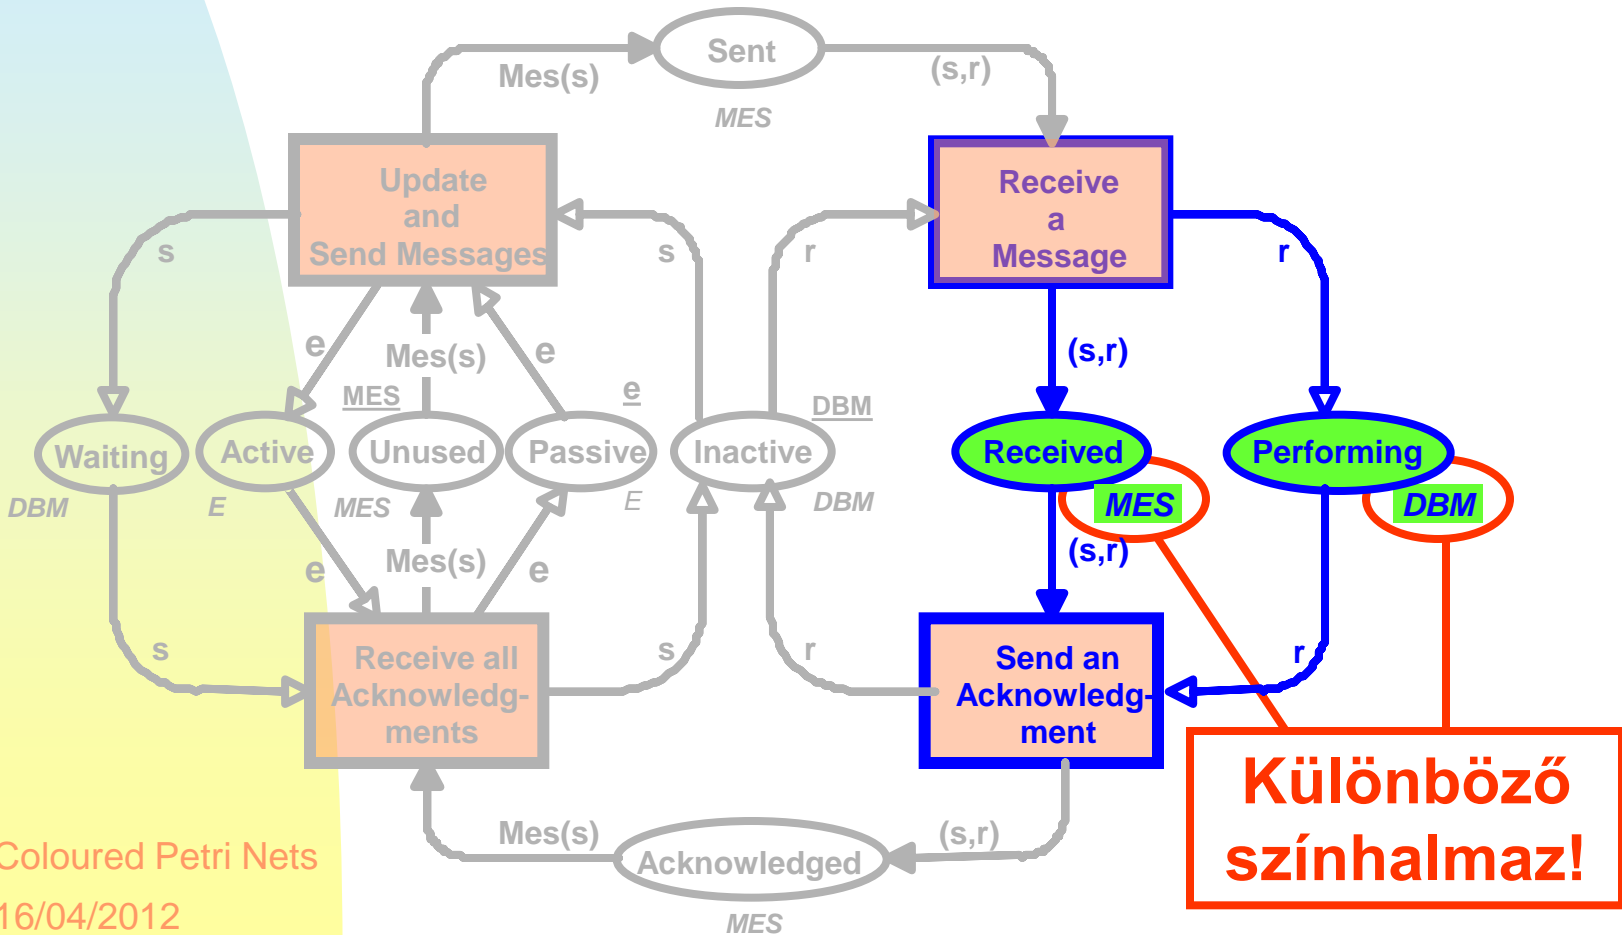 Sent
Mes(s)
(s,r)
MES
Update
and
Send Messages
Receive
a
Message
s
s
r
r
e
Mes(s)
e
(s,r)
MES
e
DBM
Waiting
Active
Unused
Passive
Inactive
Received
Performing
DBM
E
MES
E
DBM
MES
DBM
e
Mes(s)
e
(s,r)
s
s
r
r
Receive all
Acknowledg-
ments
Send an
Acknowledg-
ment
Különböző
színhalmaz!
Mes(s)
(s,r)
Acknowledged
MES
Coloured Petri Nets
16/04/2012